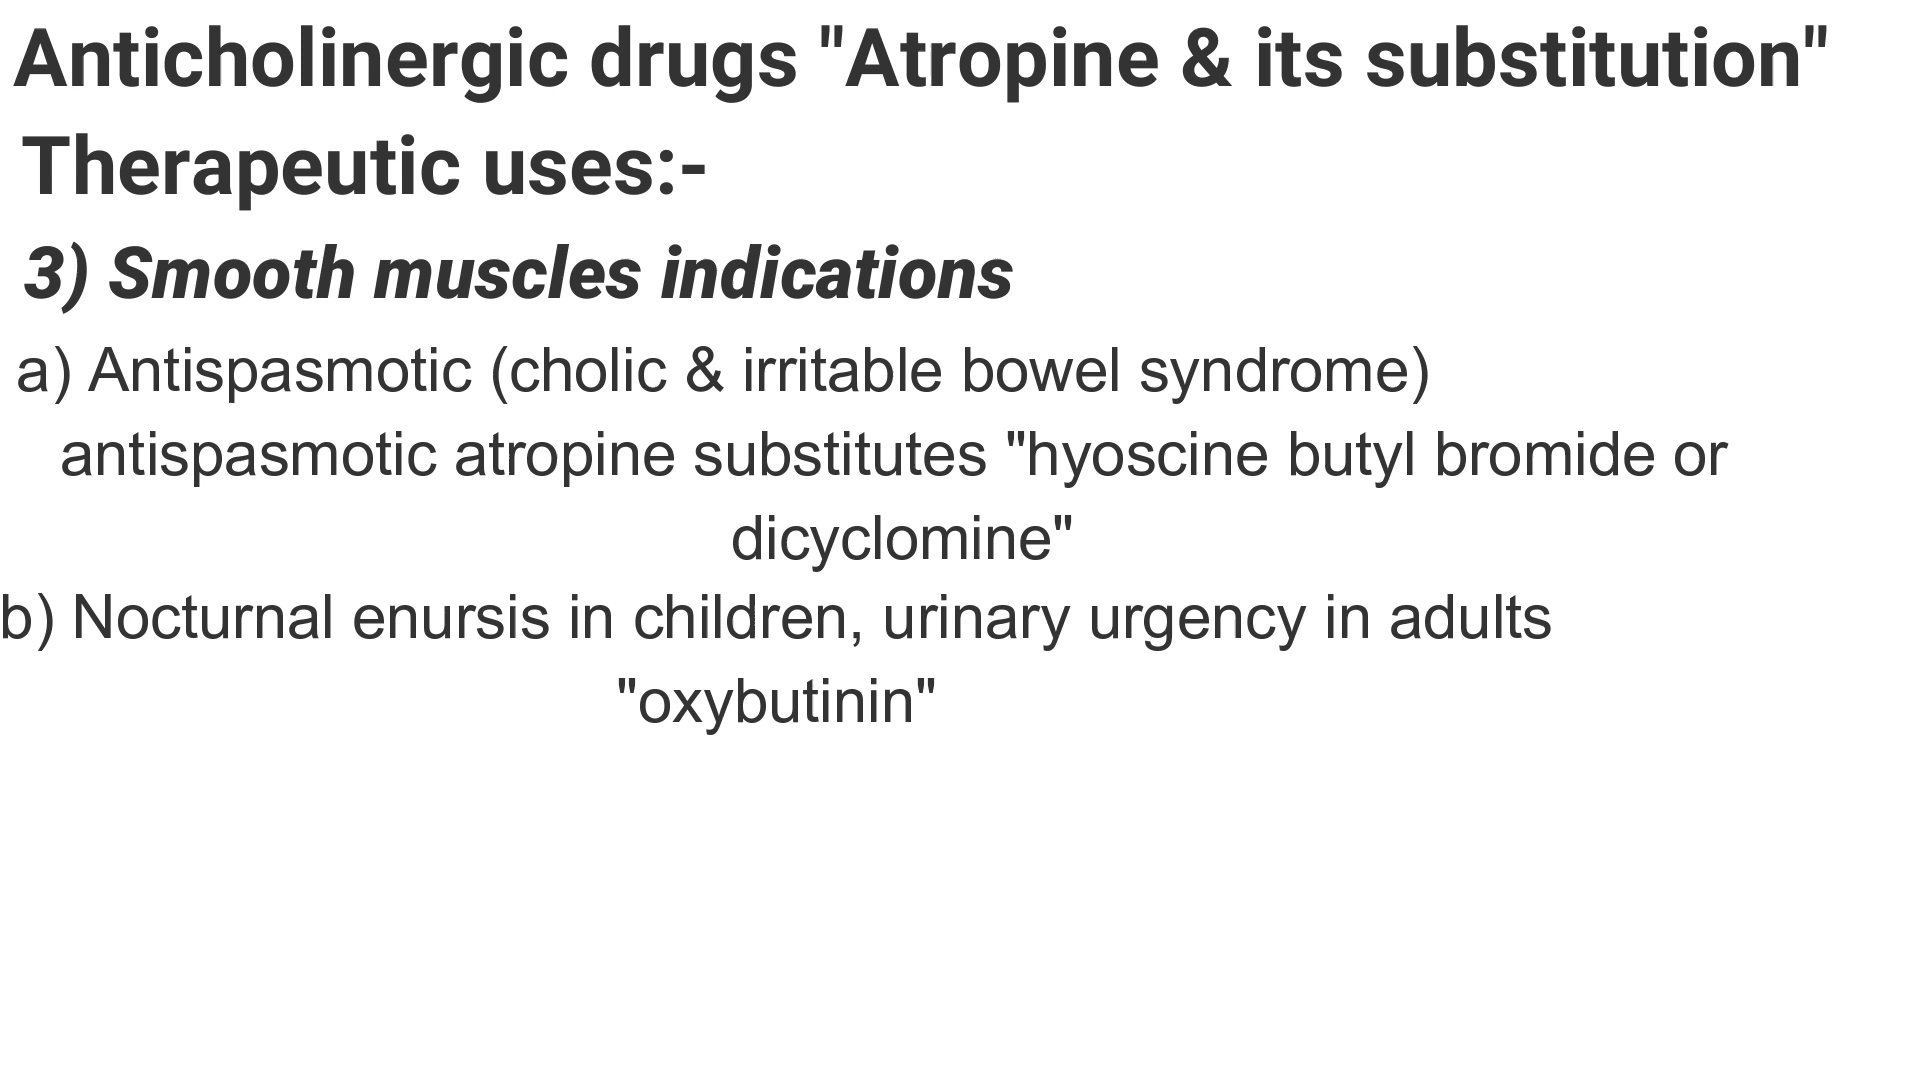 Anticholinergic drugs "Atropine & its substitution"
Therapeutic uses:-
3) Smooth muscles indications
a) Antispasmotic (cholic & irritable bowel syndrome)
antispasmotic atropine substitutes "hyoscine butyl bromide or
dicyclomine"
b) Nocturnal enursis in children, urinary urgency in adults
"oxybutinin"